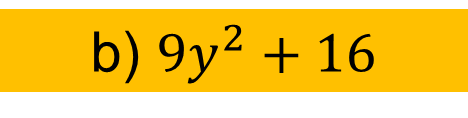 b) 9y² + 16